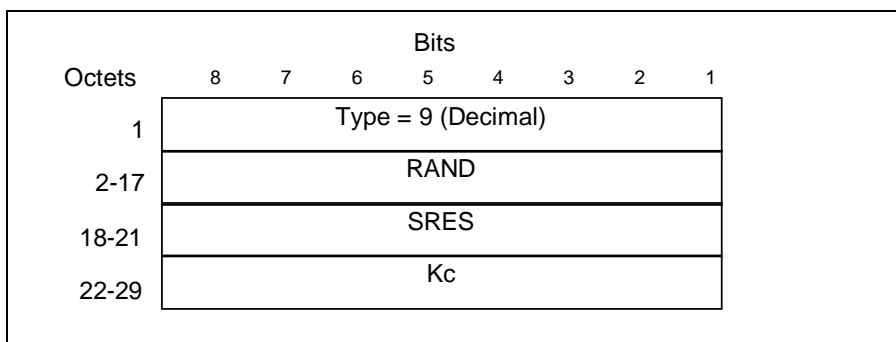 Bits
Octets 8 7 6 5 4 3 2 1
1 Type = 9 (Decimal)
2-17 RAND
18-21 SRES
22-29 Kc